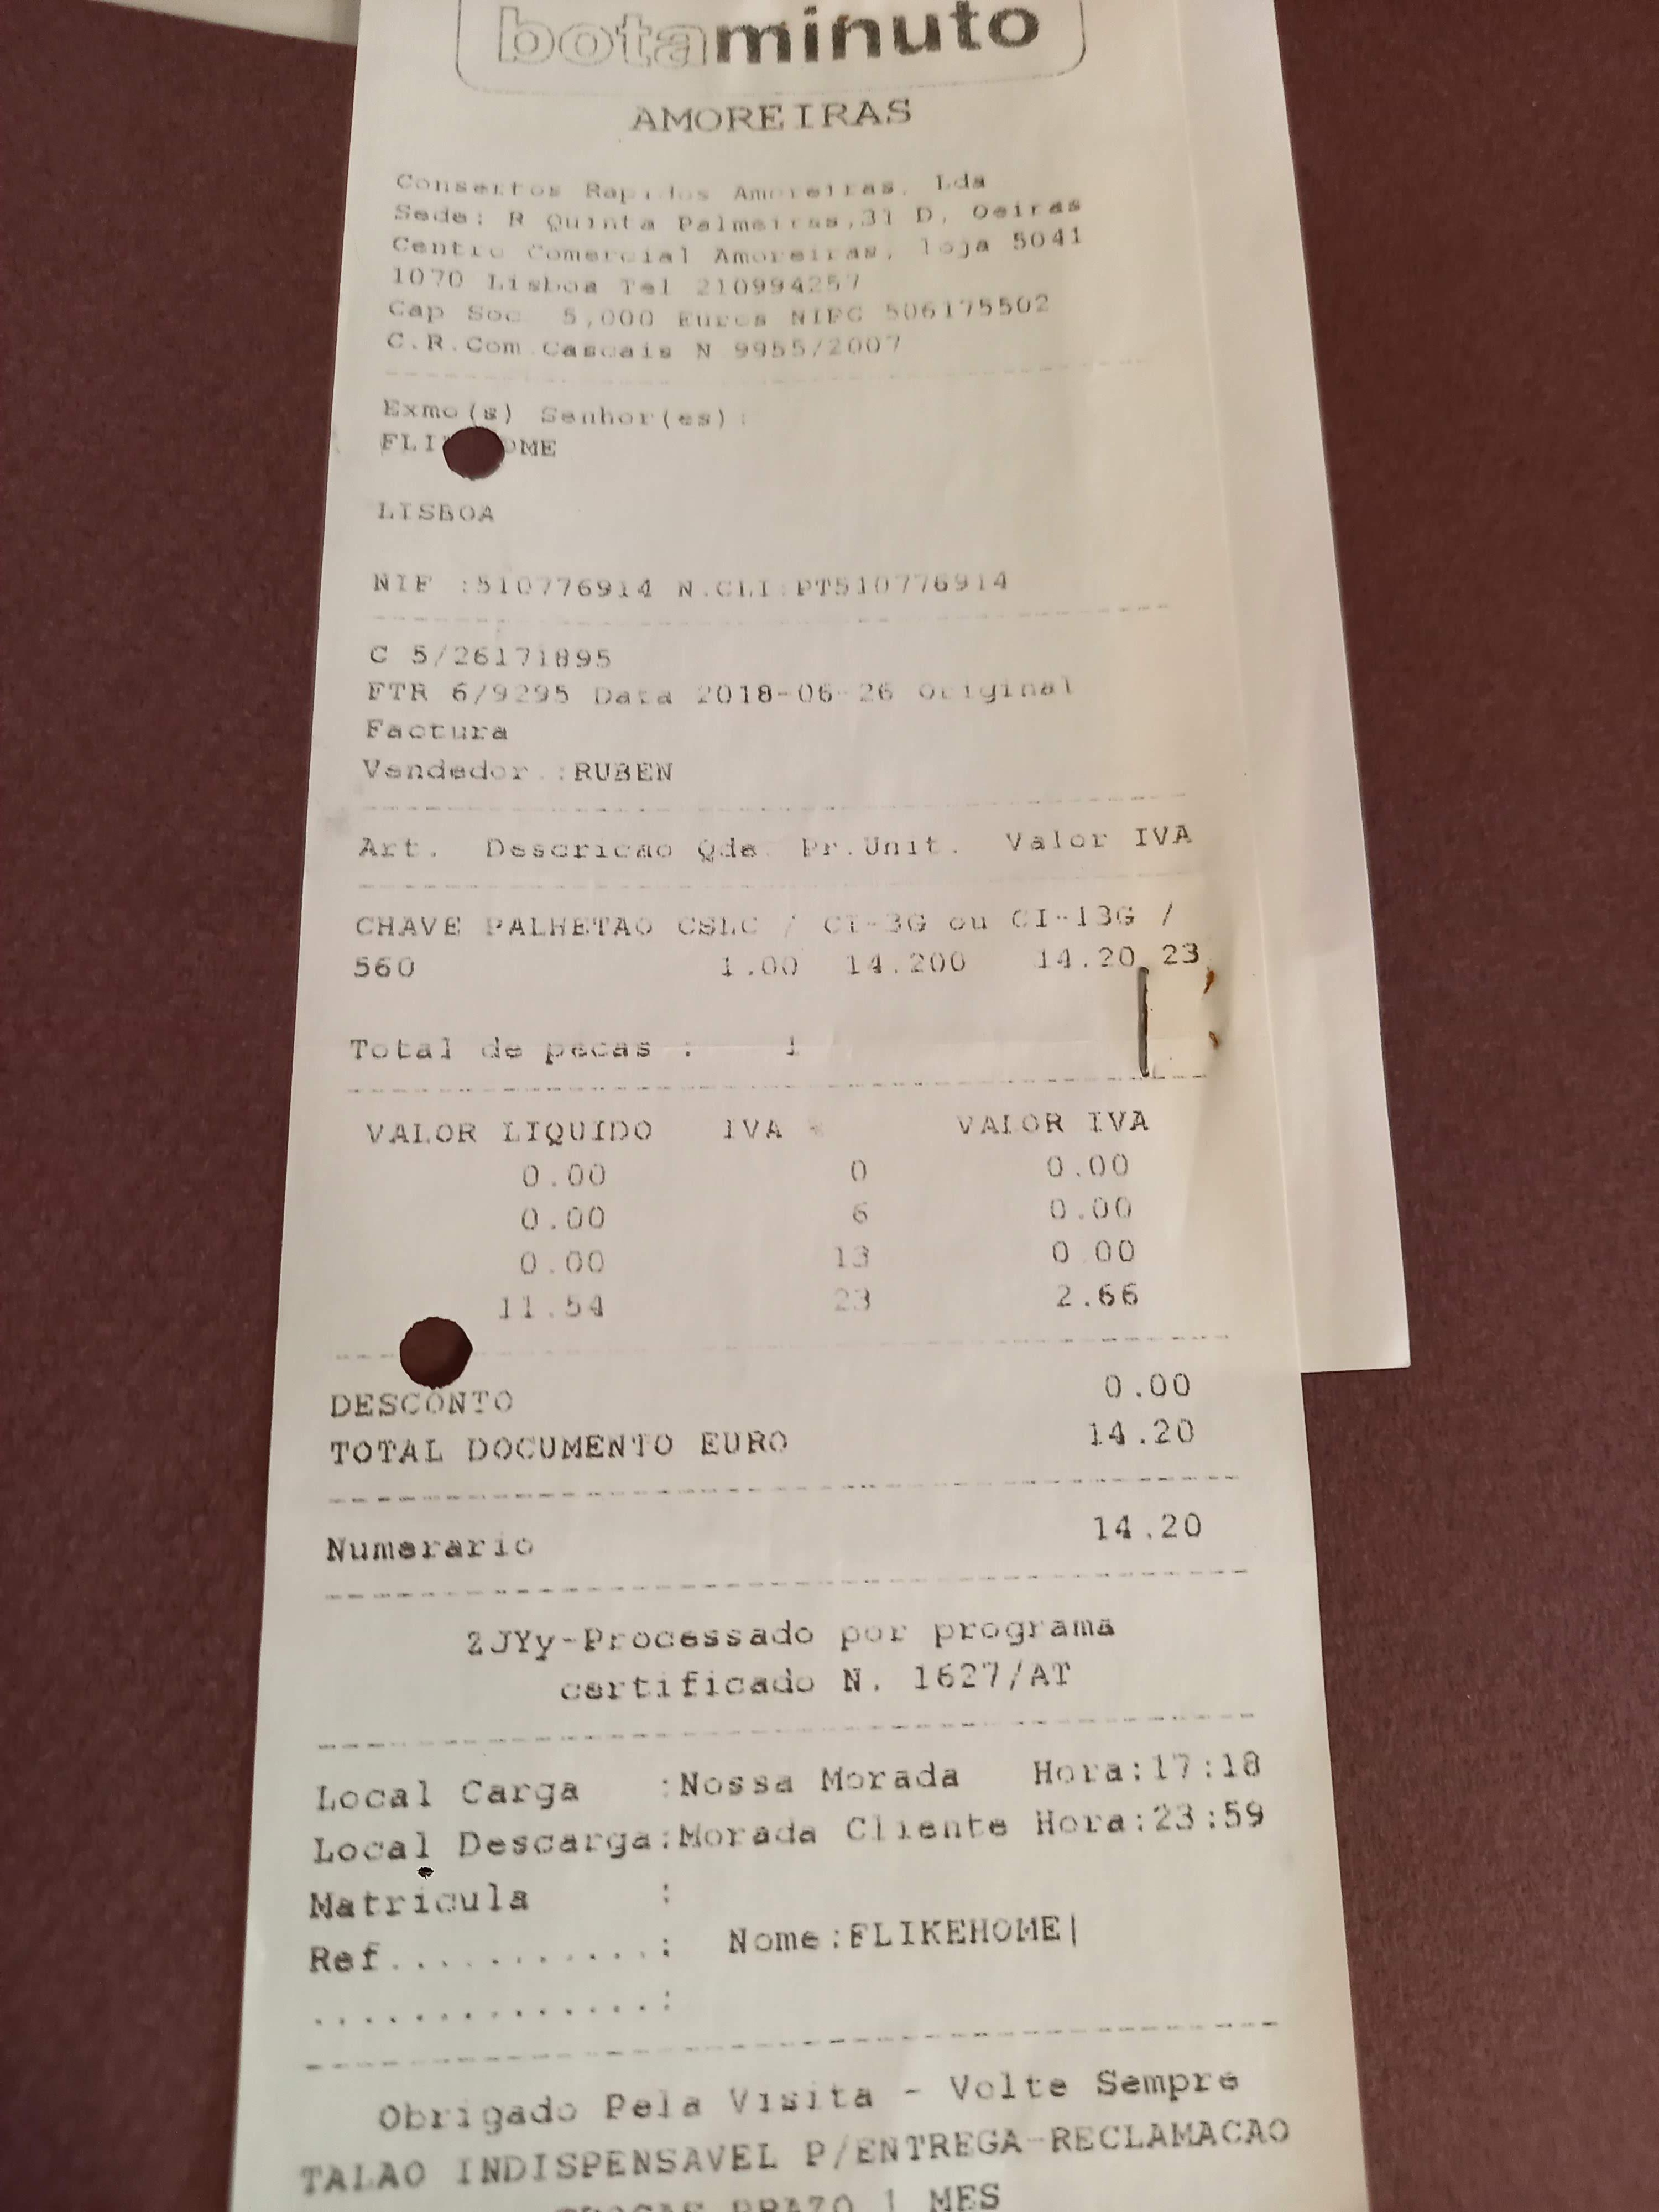 botaminuto
AMOREIRAS
Consertos Rapidos Amoreiras, Lda
Sede: R Quinta Palmeiras,31 D, Oeiras
Centro Comercial Amoreiras, loja 5041
1070 Lisboa Tel 210994257
Cap Soc 5,000 Euros NIPC 506175502
C.R.Com.Cascais N 9955/2007
Exmo(s) Senhor(es):
LISBOA
NIF :510776914 N.CLI:PT510776914
C 5/26171895
FTR 6/9295 Data 2018-06-26 Original
Factura
Vendedor.:RUBEN
Art. Descricao Qde. Pr.Unit. Valor IVA
CHAVE PALHETAO CSLC / CI-3G ou CI-13G /
560 1.00 14.200 14.20 23
Total de pecas : 1
VALOR LIQUIDO IVA VALOR IVA
0.00 0 0.00
0.00 6 0.00
0.00 13 0.00
11.54 23 2.66
DESCONTO 0.00
TOTAL DOCUMENTO EURO 14.20
Numerario 14.20
2JYy-Processado por programa
certificado N. 1627/AT
Local Carga :Nossa Morada Hora:17:18
Local Descarga:Morada Cliente Hora:23:59
Matricula :
Ref...........: Nome:FLIKEHOME|
..............:
Obrigado Pela Visita - Volte Sempre
TALAO INDISPENSAVEL P/ENTREGA-RECLAMACAO
PRAZO 1 MES